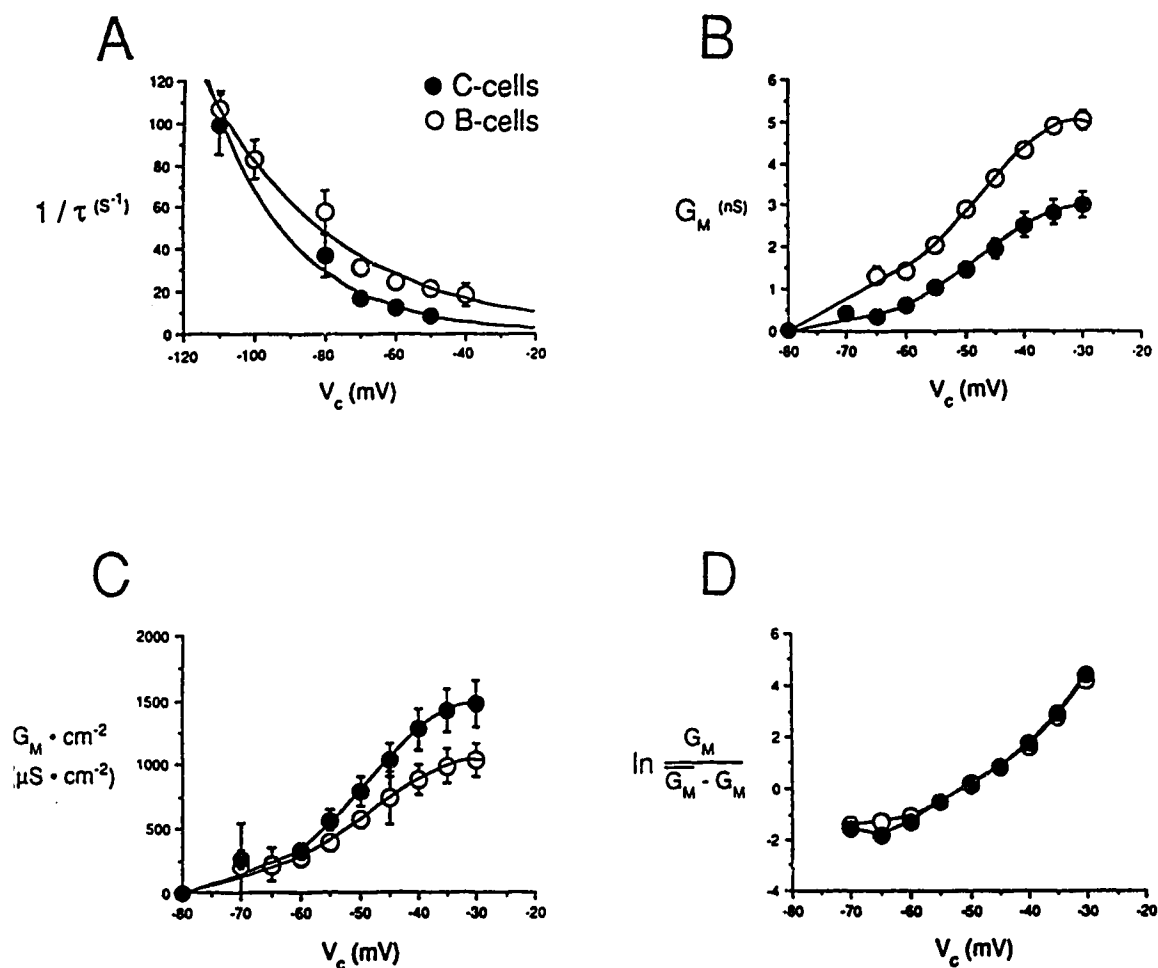 A
C-cells
B-cells
120
100
80
60
40
20
0
1 / τ (S⁻¹)
-120 -100 -80 -60 -40 -20
V_c (mV)
B
6
5
4
3
2
1
0
G_M (nS)
-80 -70 -60 -50 -40 -30 -20
V_c (mV)
C
2000
1500
1000
500
0
G_M • cm⁻²
(µS • cm⁻²)
-80 -70 -60 -50 -40 -30 -20
V_c (mV)
D
6
4
2
0
-2
-4
ln G_M / G̅_M - G_M
-80 -70 -60 -50 -40 -30 -20
V_c (mV)